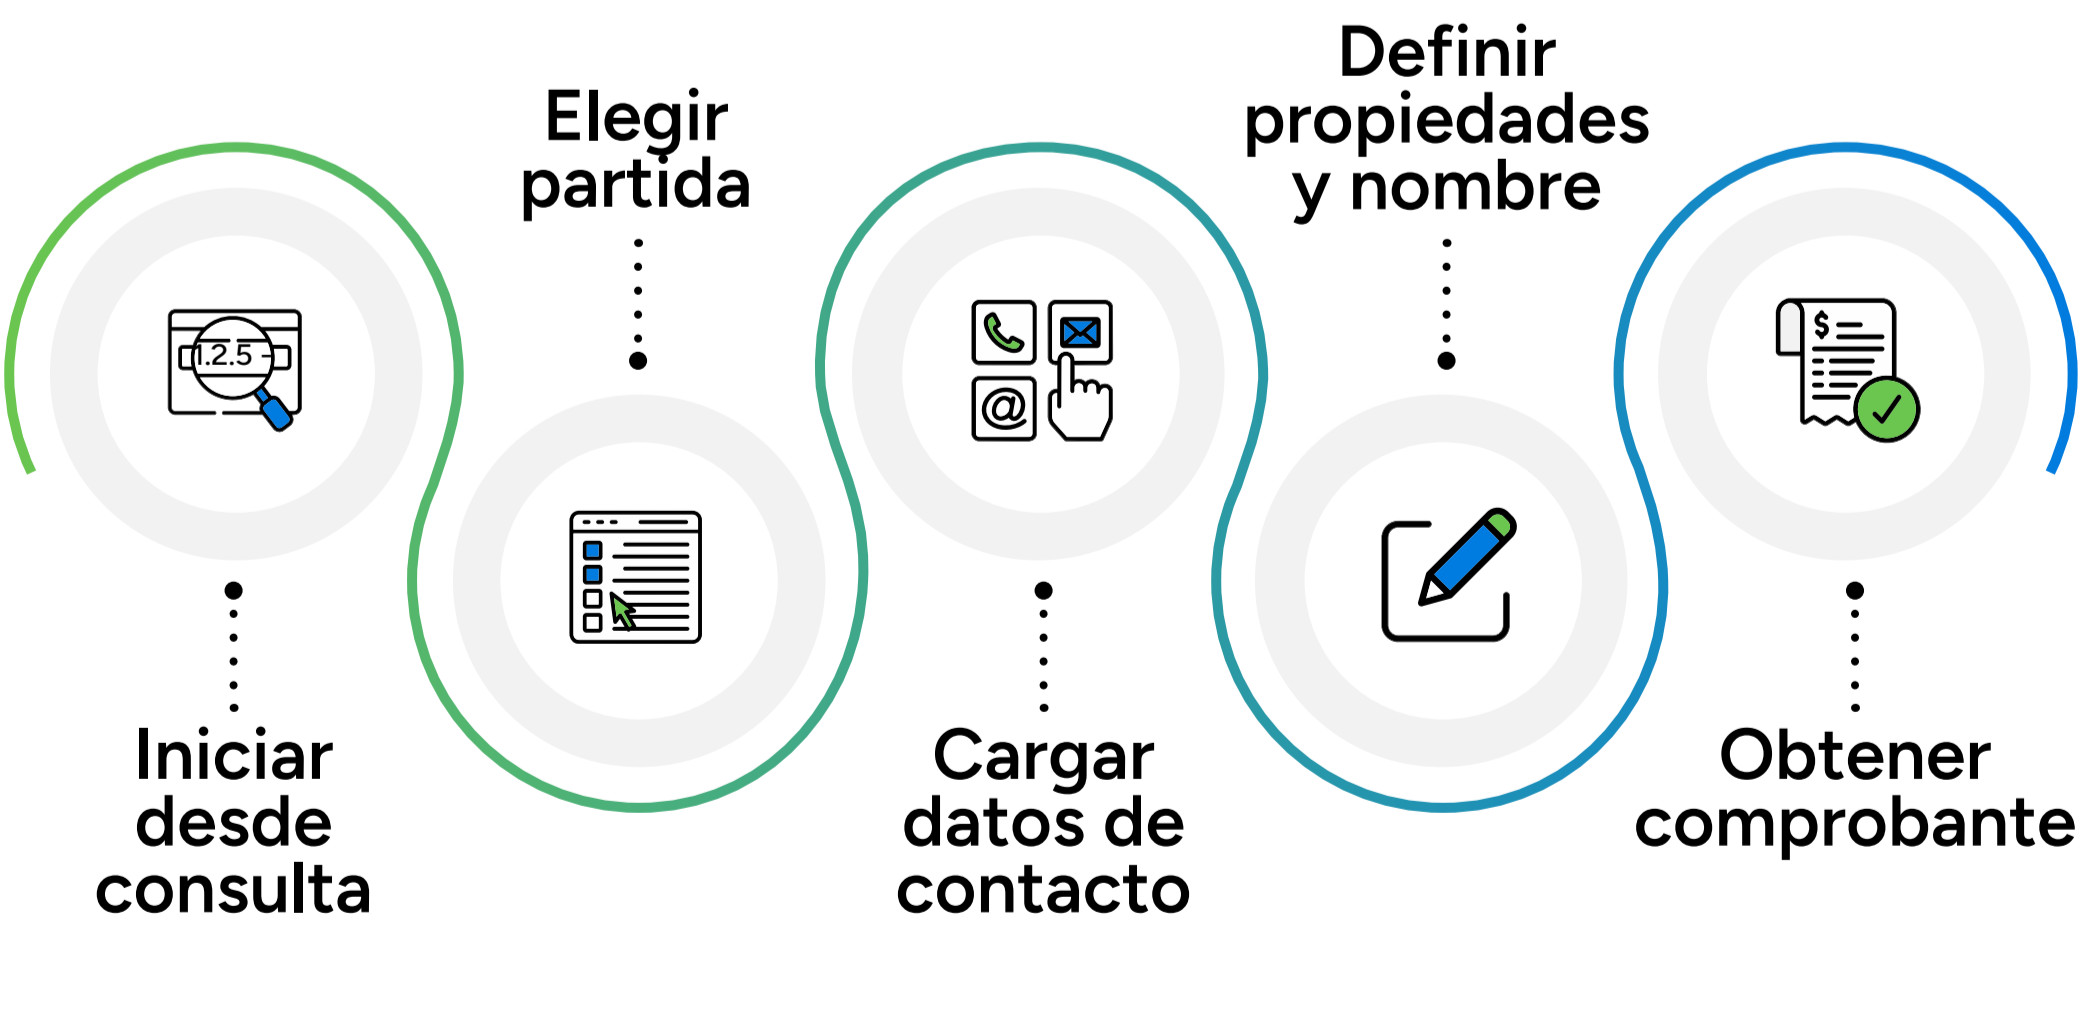 Iniciar
desde
consulta
1.2.5
Elegir
partida
Cargar
datos de
contacto
@
Definir
propiedades
y nombre
Obtener
comprobante
$